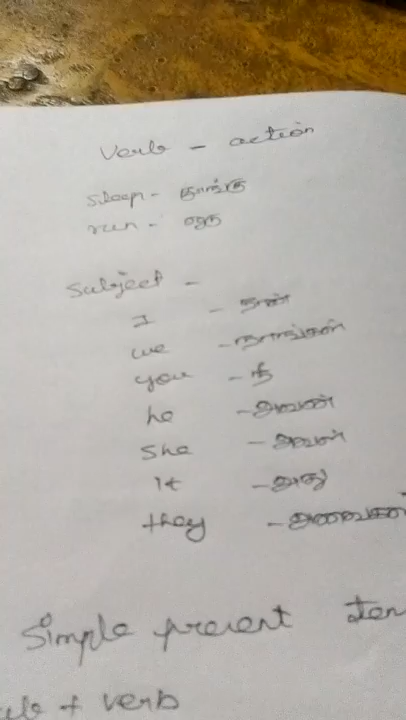 Verb - action
sleep - தூங்கு
run - ஓடு
Subject -
I - நான்
we - நாங்கள்
you - நீ
he - அவன்
she - அவள்
It - அது
they - அவைகள்
Simple present
+ verb